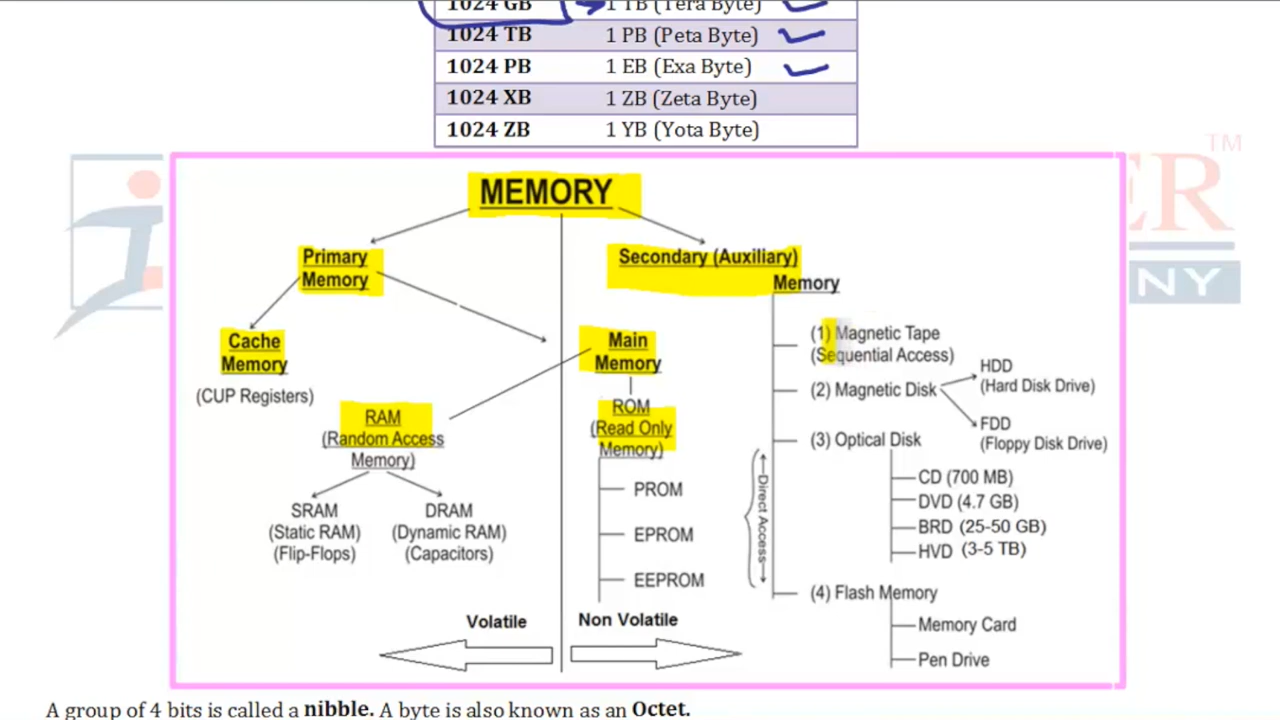 1024 GB 1 TB (Tera Byte)
1024 TB 1 PB (Peta Byte)
1024 PB 1 EB (Exa Byte)
1024 XB 1 ZB (Zeta Byte)
1024 ZB 1 YB (Yota Byte)
TM
ER
NY
MEMORY
Primary
Memory
Secondary (Auxiliary)
Memory
Cache
Memory
(CUP Registers)
Main
Memory
RAM
(Random Access
Memory)
SRAM
(Static RAM)
(Flip-Flops)
DRAM
(Dynamic RAM)
(Capacitors)
ROM
(Read Only
Memory)
PROM
EPROM
EEPROM
(1) Magnetic Tape
(Sequential Access)
(2) Magnetic Disk
HDD
(Hard Disk Drive)
FDD
(Floppy Disk Drive)
(3) Optical Disk
CD (700 MB)
DVD (4.7 GB)
BRD (25-50 GB)
HVD (3-5 TB)
Direct Access
(4) Flash Memory
Memory Card
Pen Drive
Volatile
Non Volatile
A group of 4 bits is called a nibble. A byte is also known as an Octet.